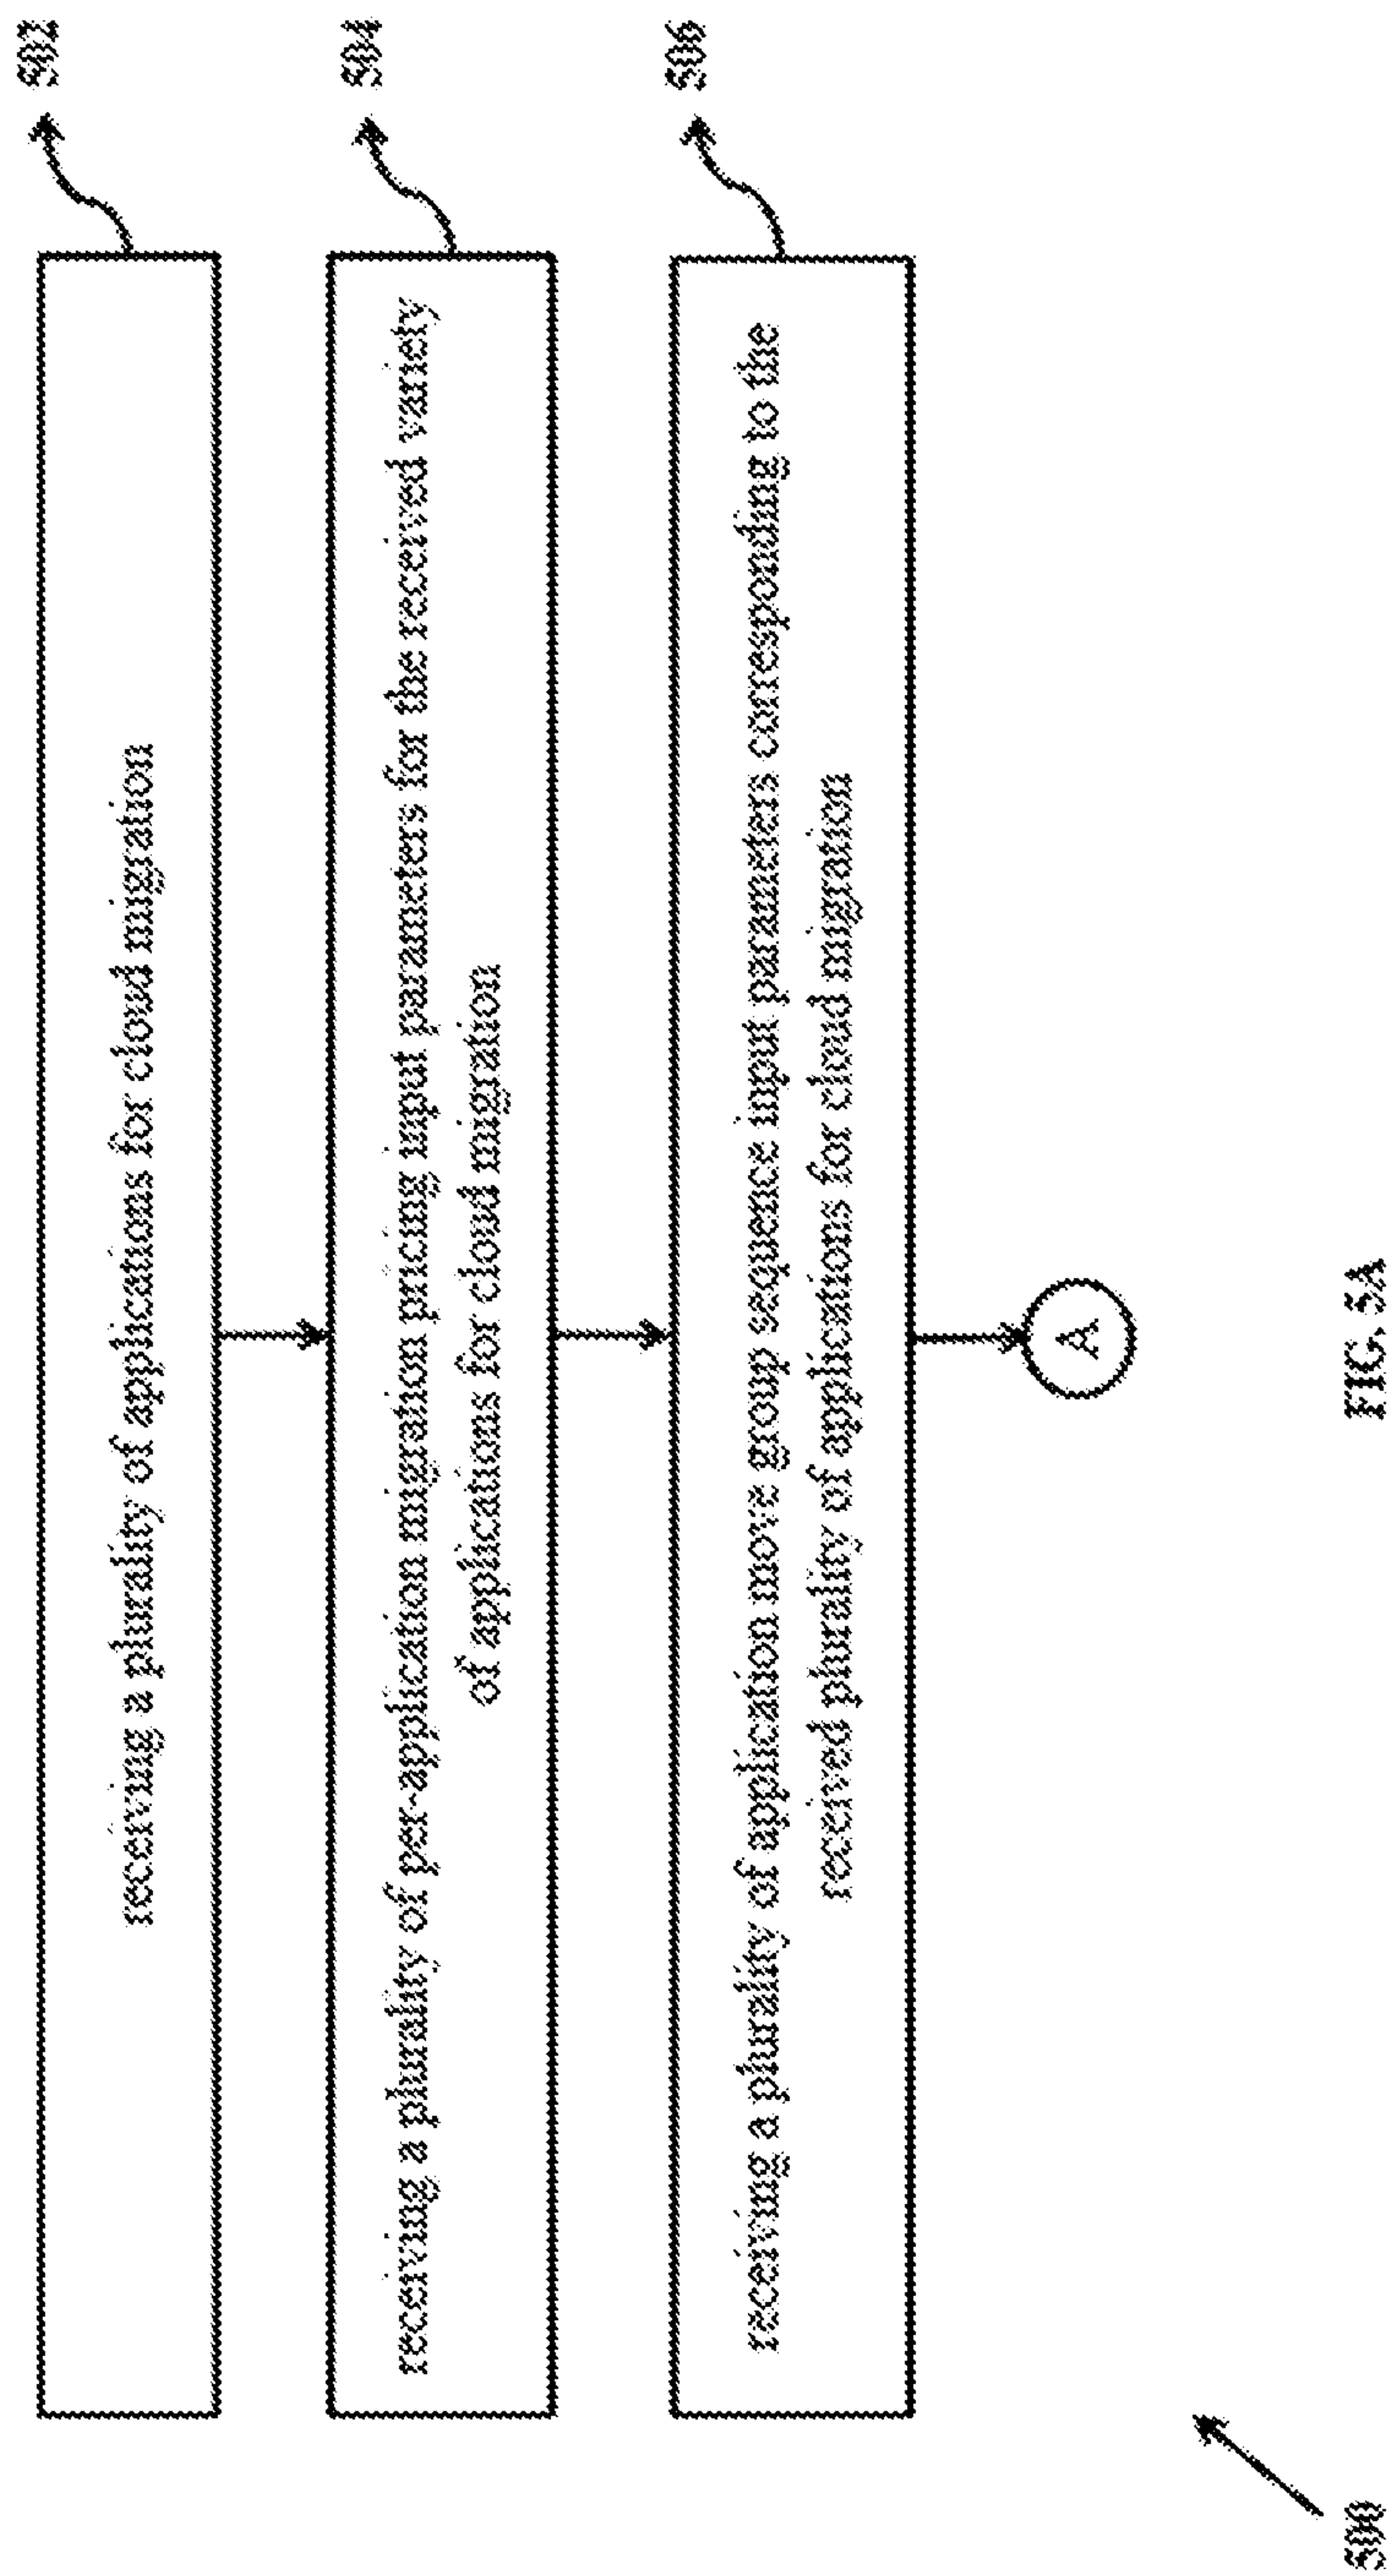 receiving a plurality of applications for cloud migration
502
receiving a plurality of per-application migration pricing input parameters for the received variety
of applications for cloud migration
504
receiving a plurality of application move group sequence input parameters corresponding to the
received plurality of applications for cloud migration
506
A
500
FIG. 5A